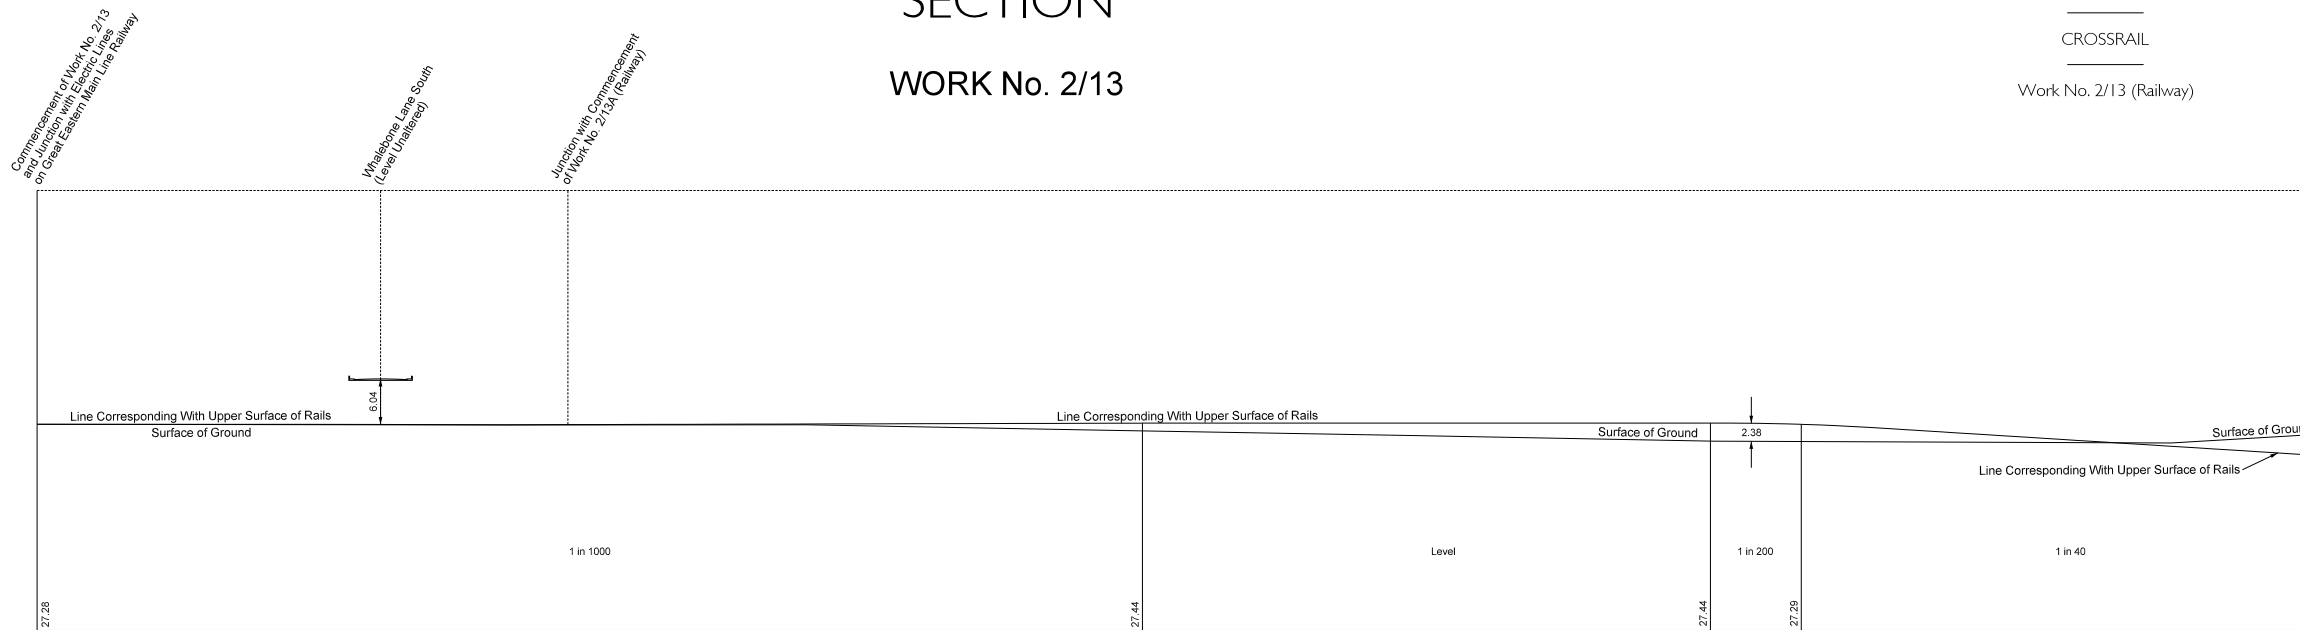 SECTION
WORK No. 2/13
CROSSRAIL
Work No. 2/13 (Railway)
Commencement of Work No. 2/13
and Junction with Electric Lines
on Great Eastern Main Line Railway
Whalebone Lane South
(Level Unaltered)
Junction with Commencement
of Work No. 2/13A (Railway)
6.04
Line Corresponding With Upper Surface of Rails
Surface of Ground
Line Corresponding With Upper Surface of Rails
Surface of Ground
2.38
Surface of Grou
Line Corresponding With Upper Surface of Rails
1 in 1000
Level
1 in 200
1 in 40
27.28
27.44
27.44
27.29